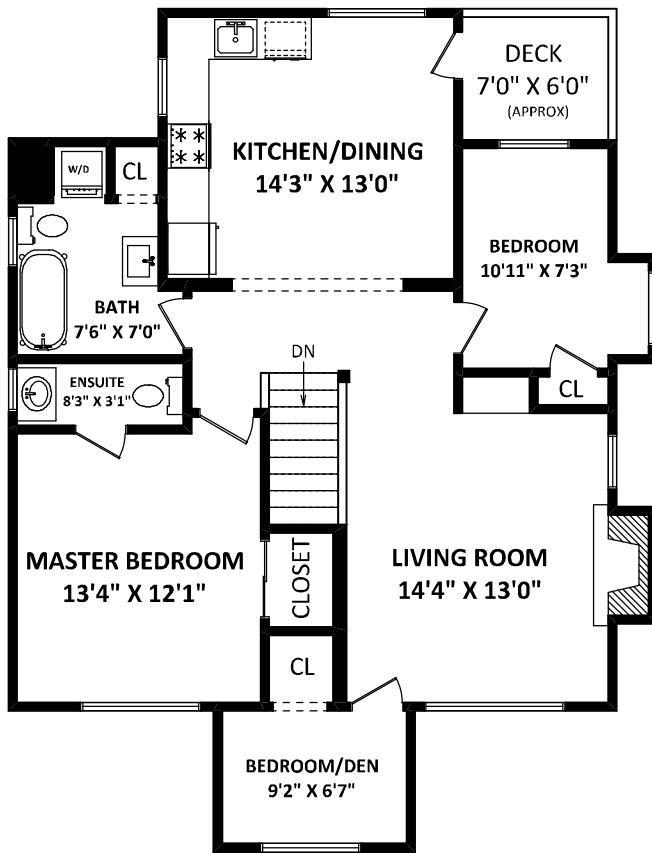 DECK
7'0" X 6'0"
(APPROX)
W/D
CL
KITCHEN/DINING
14'3" X 13'0"
BEDROOM
10'11" X 7'3"
BATH
7'6" X 7'0"
DN
ENSUITE
8'3" X 3'1"
CL
MASTER BEDROOM
13'4" X 12'1"
CLOSET
LIVING ROOM
14'4" X 13'0"
CL
BEDROOM/DEN
9'2" X 6'7"